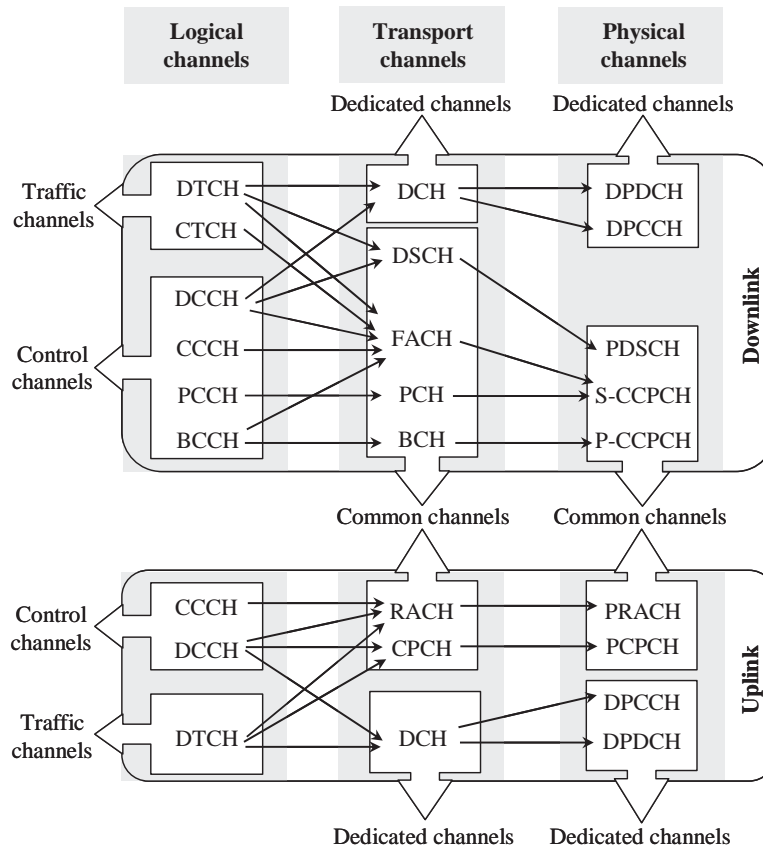 Logical channels
Transport channels
Physical channels
Dedicated channels
Dedicated channels
Traffic channels
DTCH
CTCH
DCH
DPDCH
DPCCH
Control channels
DCCH
CCCH
PCCH
BCCH
DSCH
FACH
PCH
BCH
PDSCH
S-CCPCH
P-CCPCH
Downlink
Common channels
Common channels
Control channels
CCCH
DCCH
RACH
CPCH
PRACH
PCPCH
Traffic channels
DTCH
DCH
DPCCH
DPDCH
Uplink
Dedicated channels
Dedicated channels